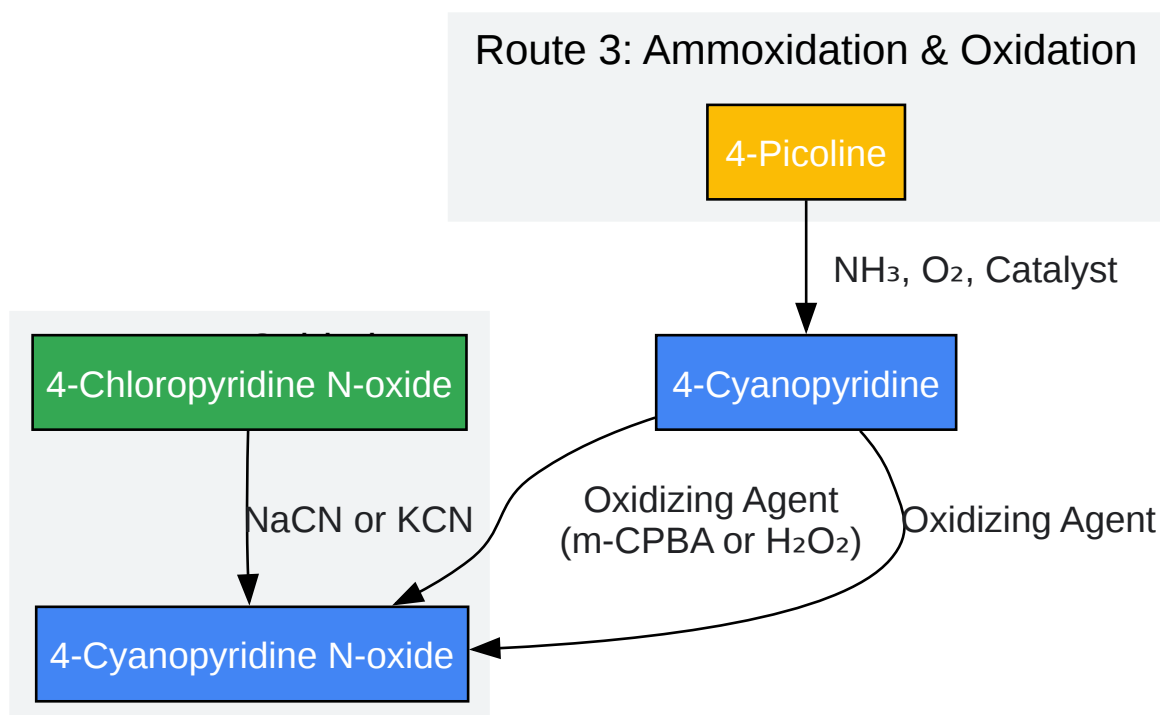 Route 3: Ammoxidation & Oxidation
4-Picoline
NH₃, O₂, Catalyst
4-Chloropyridine N-oxide
4-Cyanopyridine
NaCN or KCN
Oxidizing Agent
(m-CPBA or H₂O₂)
Oxidizing Agent
4-Cyanopyridine N-oxide